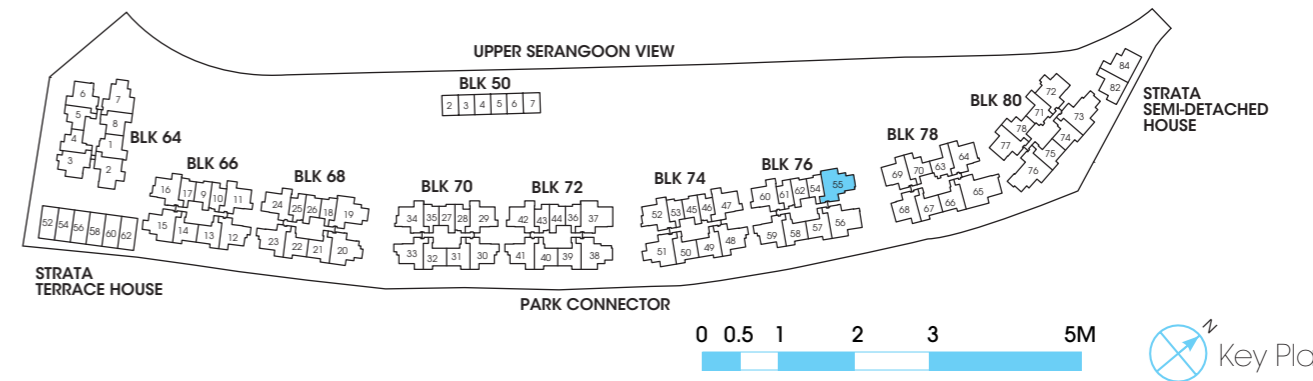 UPPER SERANGOON VIEW
BLK 50
2 3 4 5 6 7
BLK 64
6 7
5 8
4 1
3 2
BLK 66
16 17 9 10 11
15 14 13 12
BLK 68
24 25 26 18 19
23 22 21 20
BLK 70
34 35 27 28 29
33 32 31 30
BLK 72
42 43 44 36 37
41 40 39 38
BLK 74
52 53 45 46 47
51 50 49 48
BLK 76
60 61 62 54 55
59 58 57 56
BLK 78
69 70 63 64
68 67 66 65
BLK 80
72
71 73
78 74
77 75
76
84
82
STRATA
SEMI-DETACHED
HOUSE
52 54 56 58 60 62
STRATA
TERRACE HOUSE
PARK CONNECTOR
0 0.5 1 2 3 5M
N
Key Pla